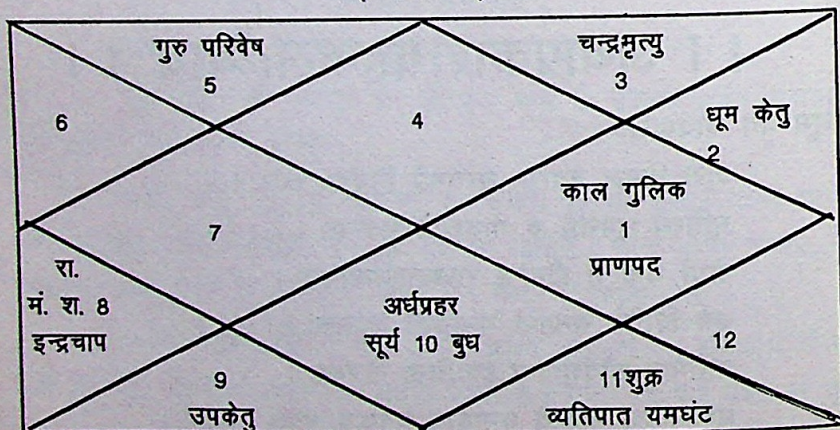 गुरु परिवेष
5
चन्द्रमृत्यु
3
6
4
धूम केतु
2
काल गुलिक
1
प्राणपद
7
रा.
मं. श. 8
इन्द्रचाप
अर्धप्रहर
सूर्य 10 बुध
12
9
उपकेतु
11शुक्र
व्यतिपात यमघंट